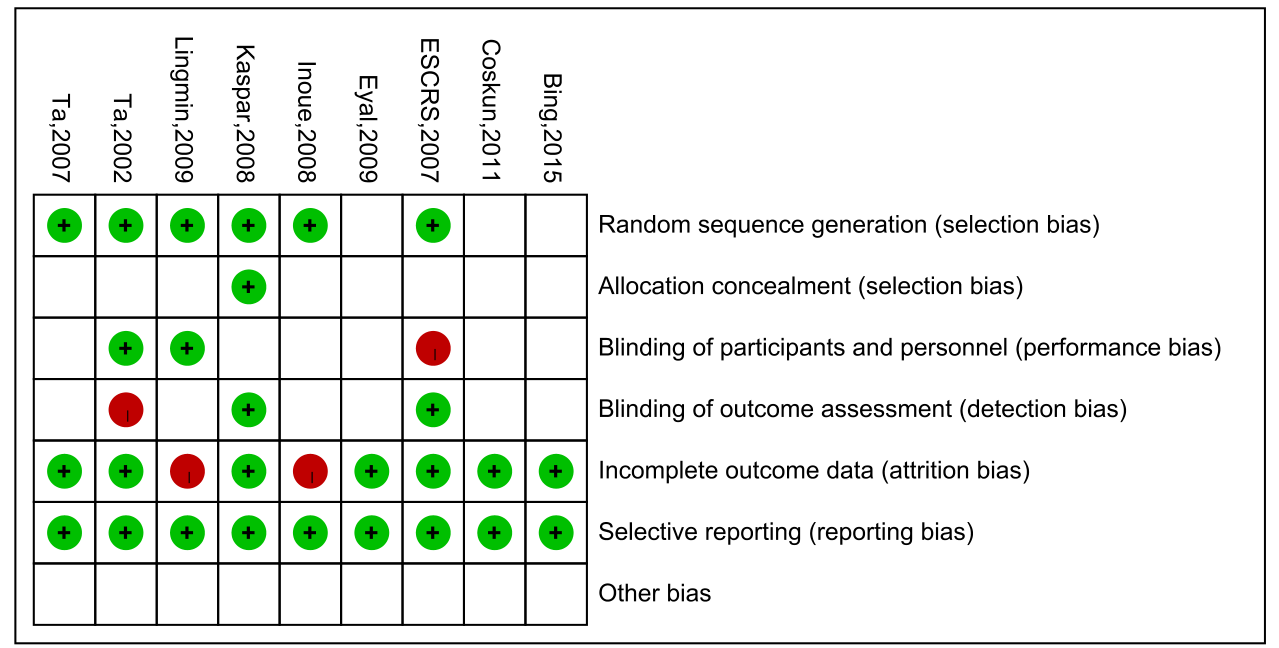 Ta,2007
Ta,2002
Lingmin,2009
Kaspar,2008
Inoue,2008
Eyal,2009
ESCRS,2007
Coskun,2011
Bing,2015
+ + + + + + Random sequence generation (selection bias)
+ Allocation concealment (selection bias)
+ + - Blinding of participants and personnel (performance bias)
- + + Blinding of outcome assessment (detection bias)
+ + - + - + + + + Incomplete outcome data (attrition bias)
+ + + + + + + + + Selective reporting (reporting bias)
Other bias